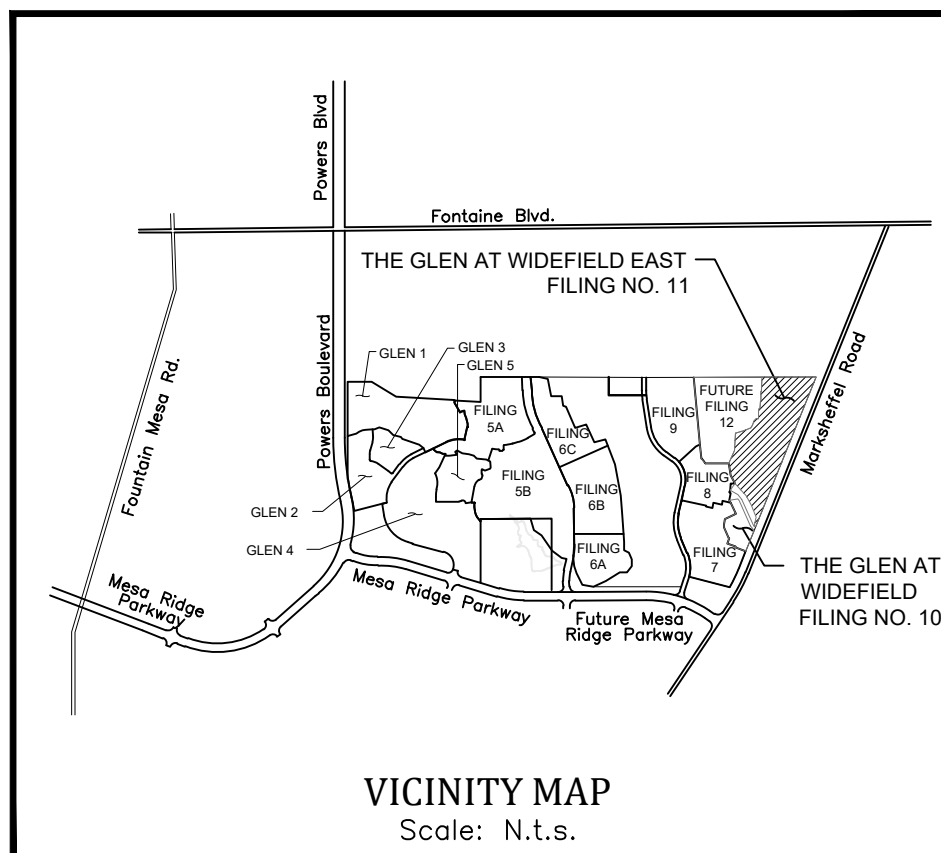 Powers Blvd
Fontaine Blvd.
THE GLEN AT WIDEFIELD EAST
FILING NO. 11
Fountain Mesa Rd.
Powers Boulevard
Marksheffel Road
GLEN 1
GLEN 3
GLEN 5
FILING
5A
FILING
6C
FILING
9
FUTURE
FILING
12
FILING
5B
FILING
6B
FILING
8
GLEN 2
GLEN 4
FILING
6A
FILING
7
THE GLEN AT
WIDEFIELD
FILING NO. 10
Mesa Ridge
Parkway
Mesa Ridge Parkway
Future Mesa
Ridge Parkway
VICINITY MAP
Scale: N.t.s.